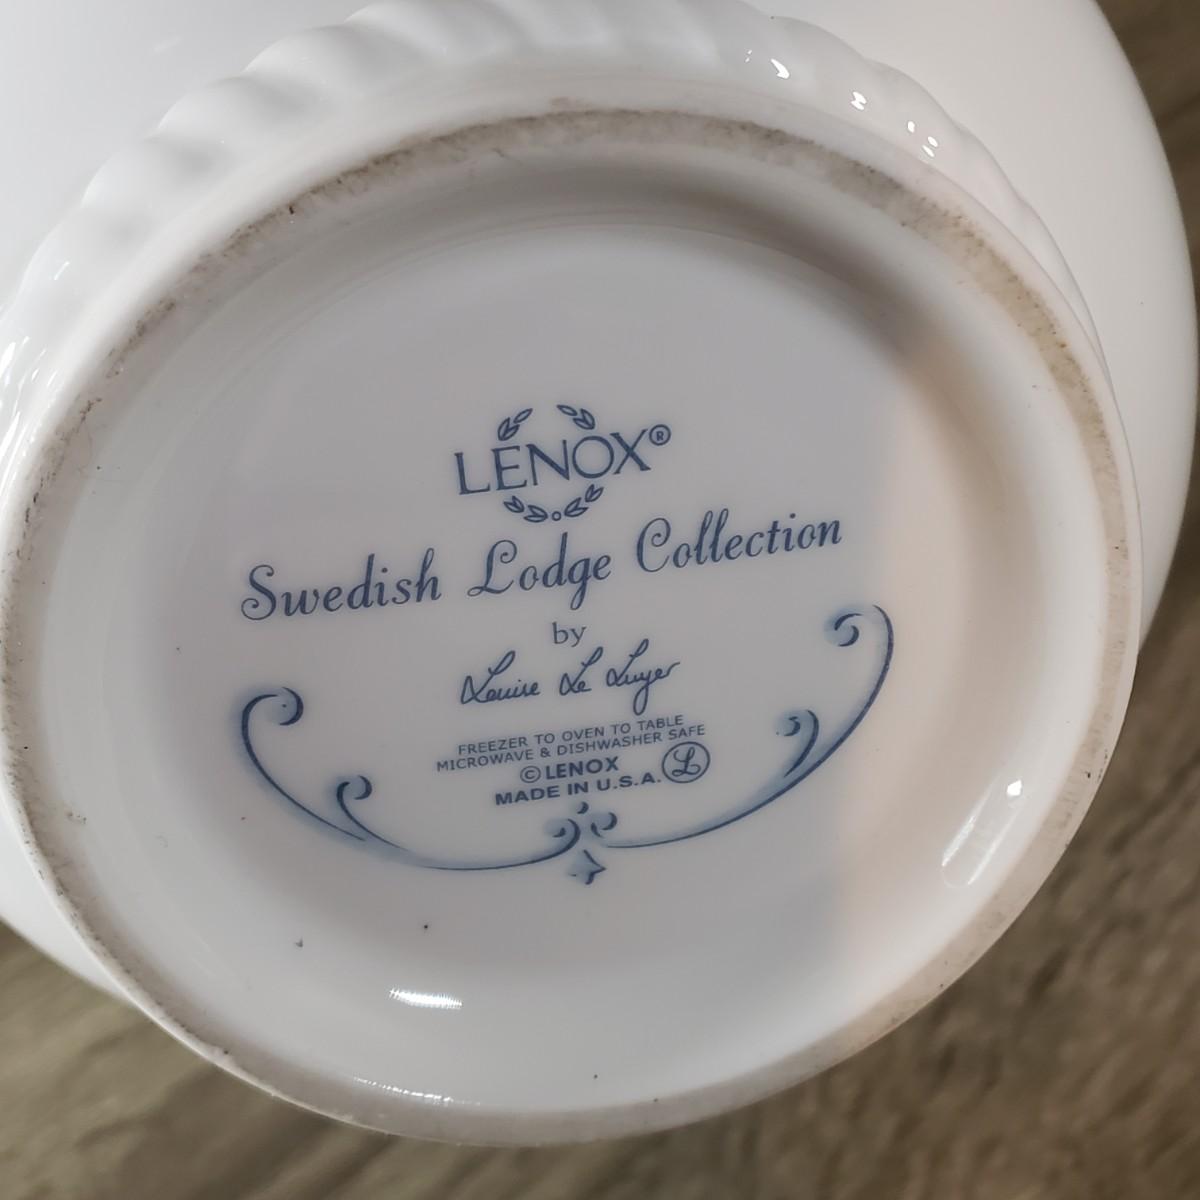 LENOX®
Swedish Lodge Collection
by
Louise Le Luyer
FREEZER TO OVEN TO TABLE
MICROWAVE & DISHWASHER SAFE
© LENOX
MADE IN U.S.A. L